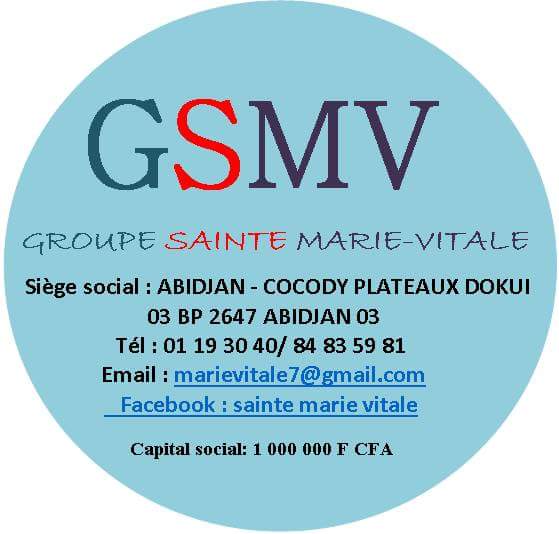 GSMV
GROUPE SAINTE MARIE-VITALE
Siège social : ABIDJAN - COCODY PLATEAUX DOKUI
03 BP 2647 ABIDJAN 03
Tél : 01 19 30 40/ 84 83 59 81
Email : marievitale7@gmail.com
Facebook : sainte marie vitale
Capital social: 1 000 000 F CFA